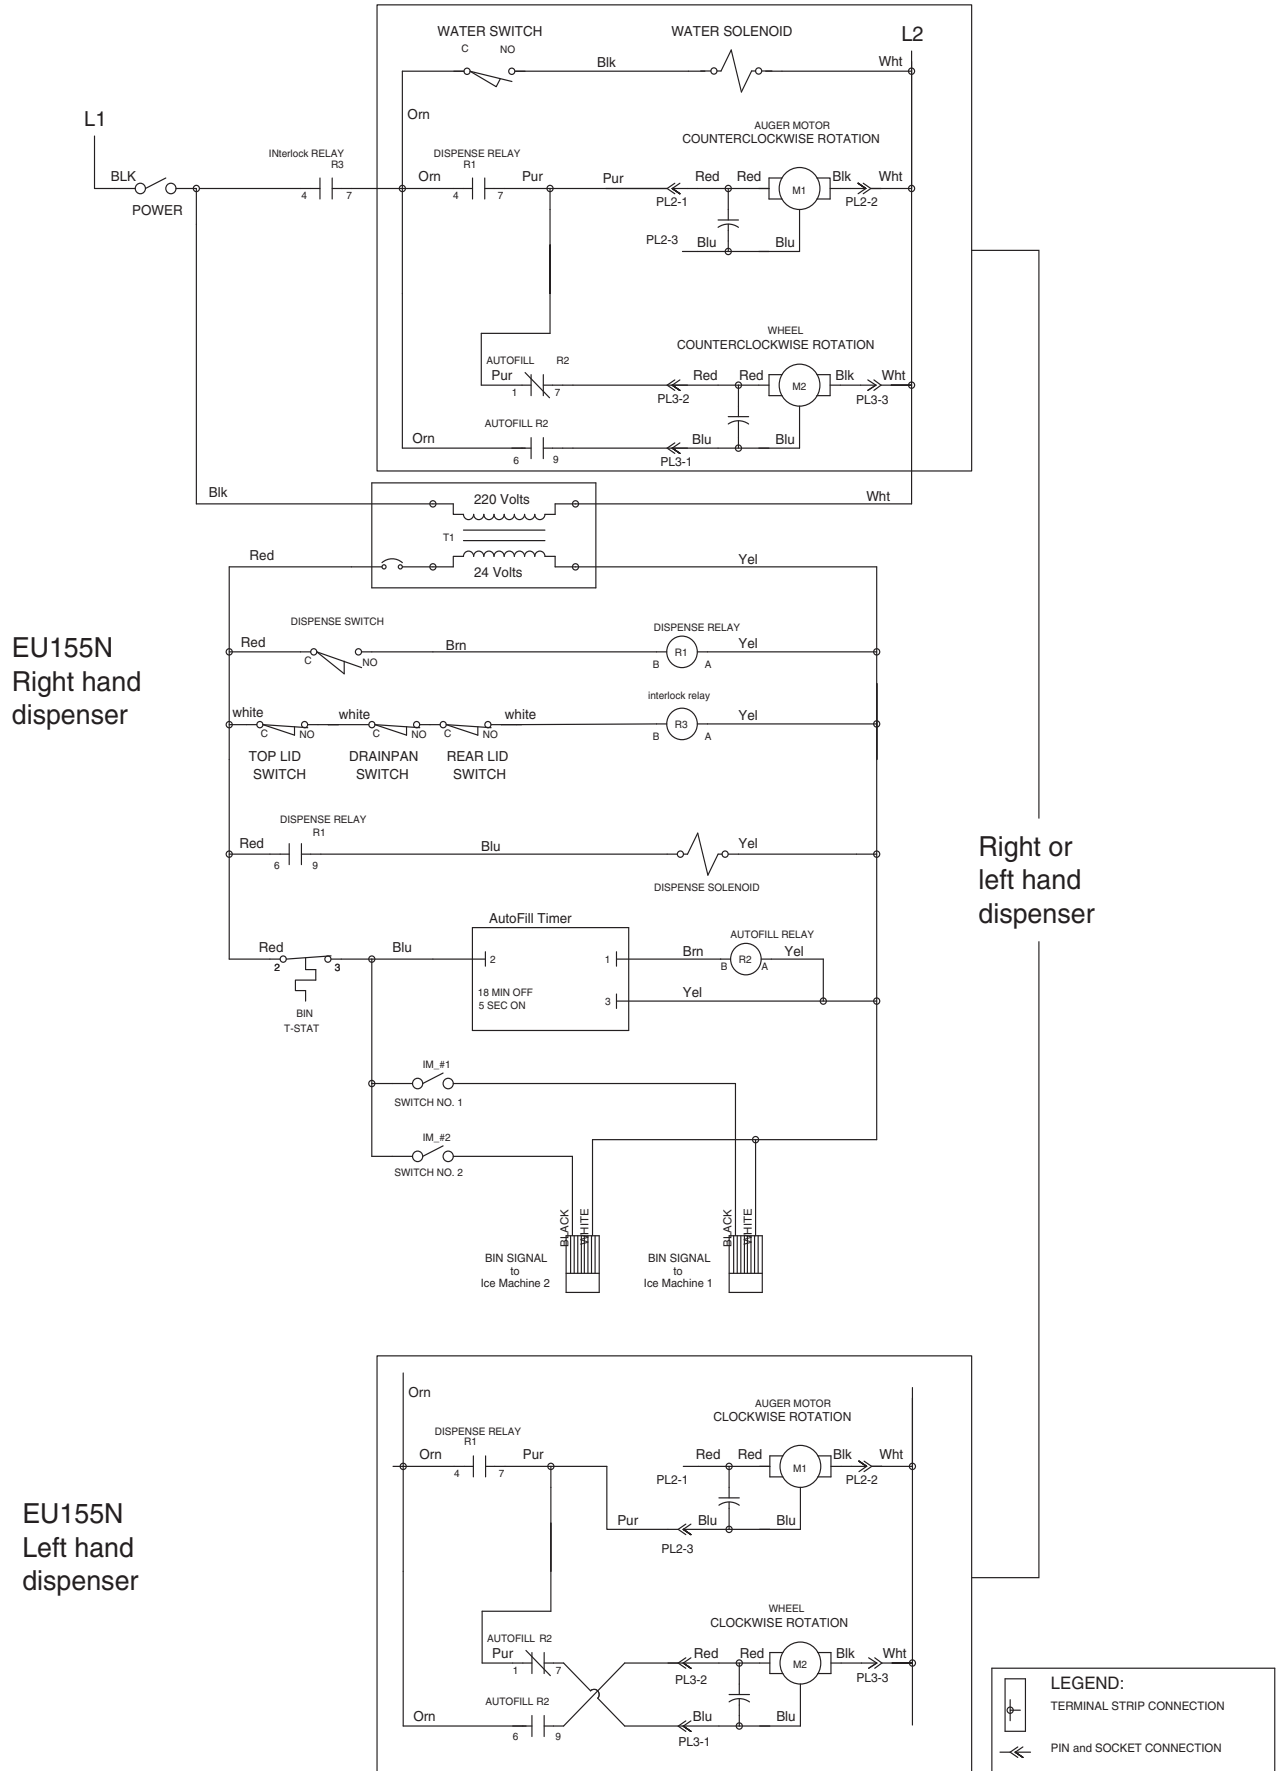 WATER SWITCH
WATER SOLENOID
L2
C
NO
Blk
Wht
Orn
L1
AUGER MOTOR
COUNTERCLOCKWISE ROTATION
INterlock RELAY
R3
DISPENSE RELAY
R1
BLK
Orn
Pur
Pur
Red
Red
M1
Blk
Wht
4
7
4
7
POWER
PL2-1
PL2-2
PL2-3
Blu
Blu
WHEEL
COUNTERCLOCKWISE ROTATION
AUTOFILL
R2
Pur
1
7
Red
Red
M2
Blk
Wht
PL3-2
PL3-3
AUTOFILL R2
Orn
Blu
Blu
6
9
PL3-1
Blk
220 Volts
Wht
T1
Red
24 Volts
Yel
EU155N
Right hand
dispenser
DISPENSE SWITCH
DISPENSE RELAY
Red
C
NO
Brn
R1
B
A
Yel
interlock relay
white
C
NO
white
C
NO
C
NO
white
R3
B
A
Yel
TOP LID
SWITCH
DRAINPAN
SWITCH
REAR LID
SWITCH
DISPENSE RELAY
R1
Red
6
9
Blu
Yel
DISPENSE SOLENOID
Right or
left hand
dispenser
AutoFill Timer
AUTOFILL RELAY
Red
2
3
Blu
2
1
Brn
B
R2
A
Yel
18 MIN OFF
5 SEC ON
3
Yel
BIN
T-STAT
IM_#1
SWITCH NO. 1
IM_#2
SWITCH NO. 2
BLACK
WHITE
BLACK
WHITE
BIN SIGNAL
to
Ice Machine 2
BIN SIGNAL
to
Ice Machine 1
Orn
AUGER MOTOR
CLOCKWISE ROTATION
DISPENSE RELAY
R1
Orn
4
7
Pur
Red
Red
M1
Blk
Wht
PL2-1
PL2-2
EU155N
Left hand
dispenser
Pur
Blu
Blu
PL2-3
WHEEL
CLOCKWISE ROTATION
AUTOFILL R2
Pur
1
7
Red
Red
M2
Blk
Wht
PL3-2
PL3-3
AUTOFILL R2
Orn
6
9
Blu
Blu
PL3-1
LEGEND:
TERMINAL STRIP CONNECTION
PIN and SOCKET CONNECTION